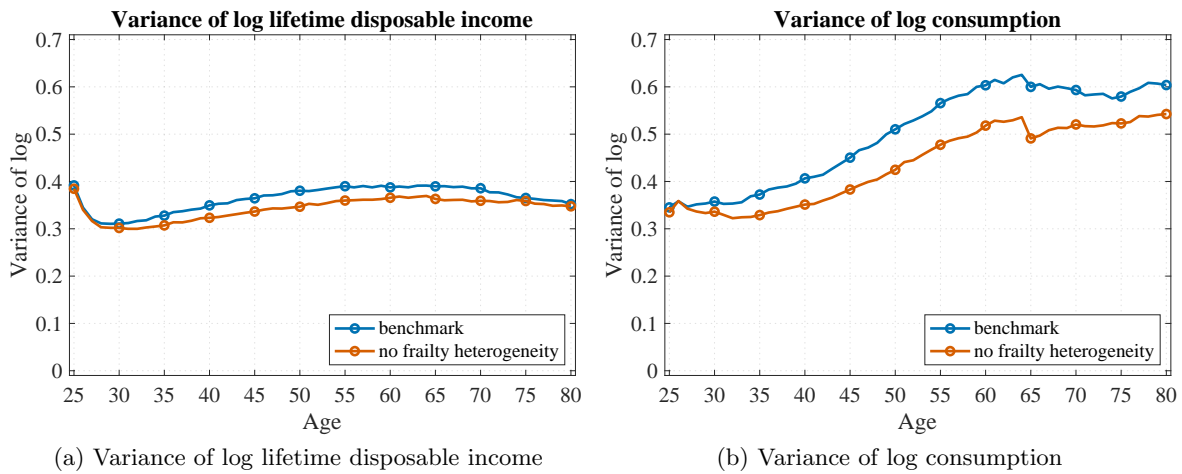 Variance of log lifetime disposable income
Variance of log
0.7
0.6
0.5
0.4
0.3
0.2
0.1
0
benchmark
no frailty heterogeneity
25 30 35 40 45 50 55 60 65 70 75 80
Age
(a) Variance of log lifetime disposable income
Variance of log consumption
Variance of log
0.7
0.6
0.5
0.4
0.3
0.2
0.1
0
benchmark
no frailty heterogeneity
25 30 35 40 45 50 55 60 65 70 75 80
Age
(b) Variance of log consumption